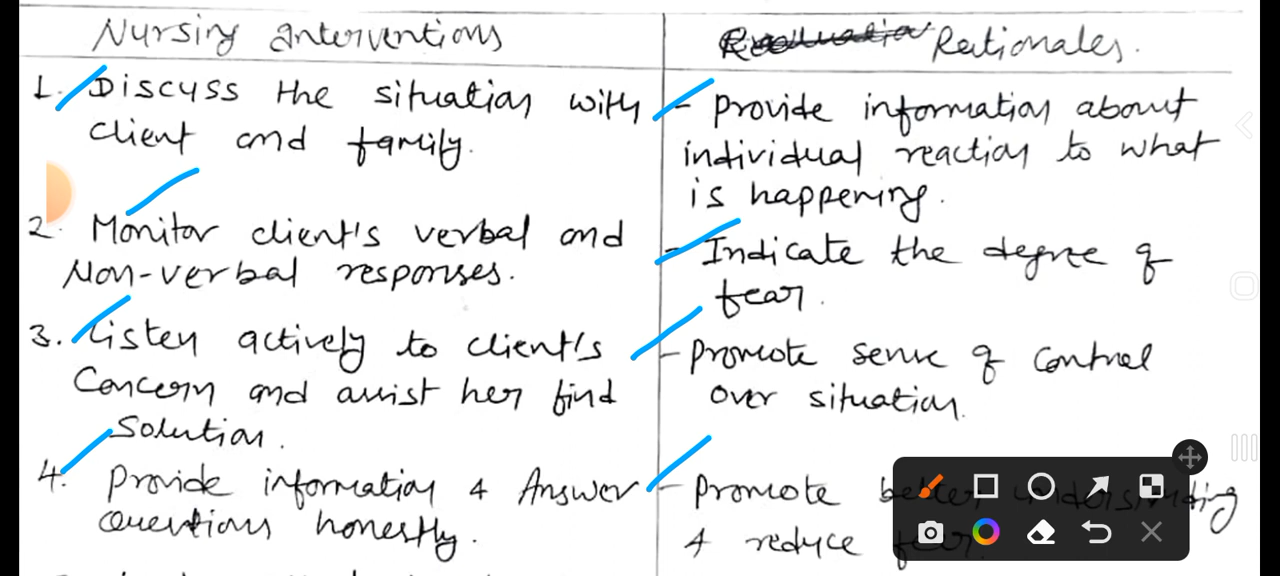 Nursing interventions
Rationales.
1. Discuss the situation with
client and family.
- provide information about
individual reaction to what
is happening.
2. Monitor client's verbal and
Non-verbal responses.
- Indicate the degree of
fear.
3. Listen actively to client's
Concern and assist her find
Solution.
- Promote sense of control
over situation.
4. Provide information & Answer
questions honestly.
- Promote better understanding
& reduce fear.